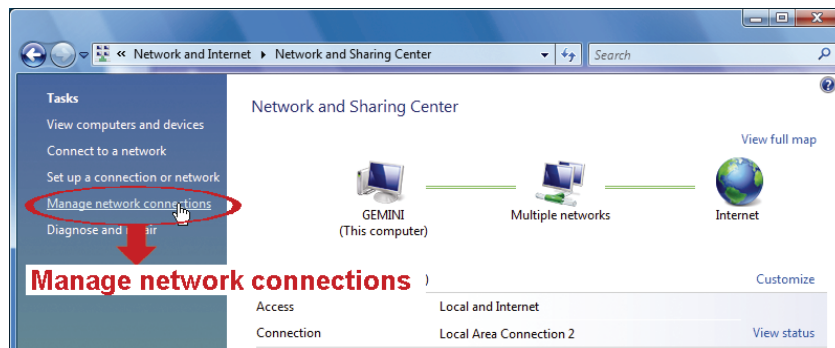 « Network and Internet ▸ Network and Sharing Center
Search
Tasks
View computers and devices
Connect to a network
Set up a connection or network
Manage network connections
Diagnose and
Network and Sharing Center
View full map
GEMINI
(This computer)
Multiple networks
Internet
Manage network connections
) Customize
Access Local and Internet
Connection Local Area Connection 2 View status